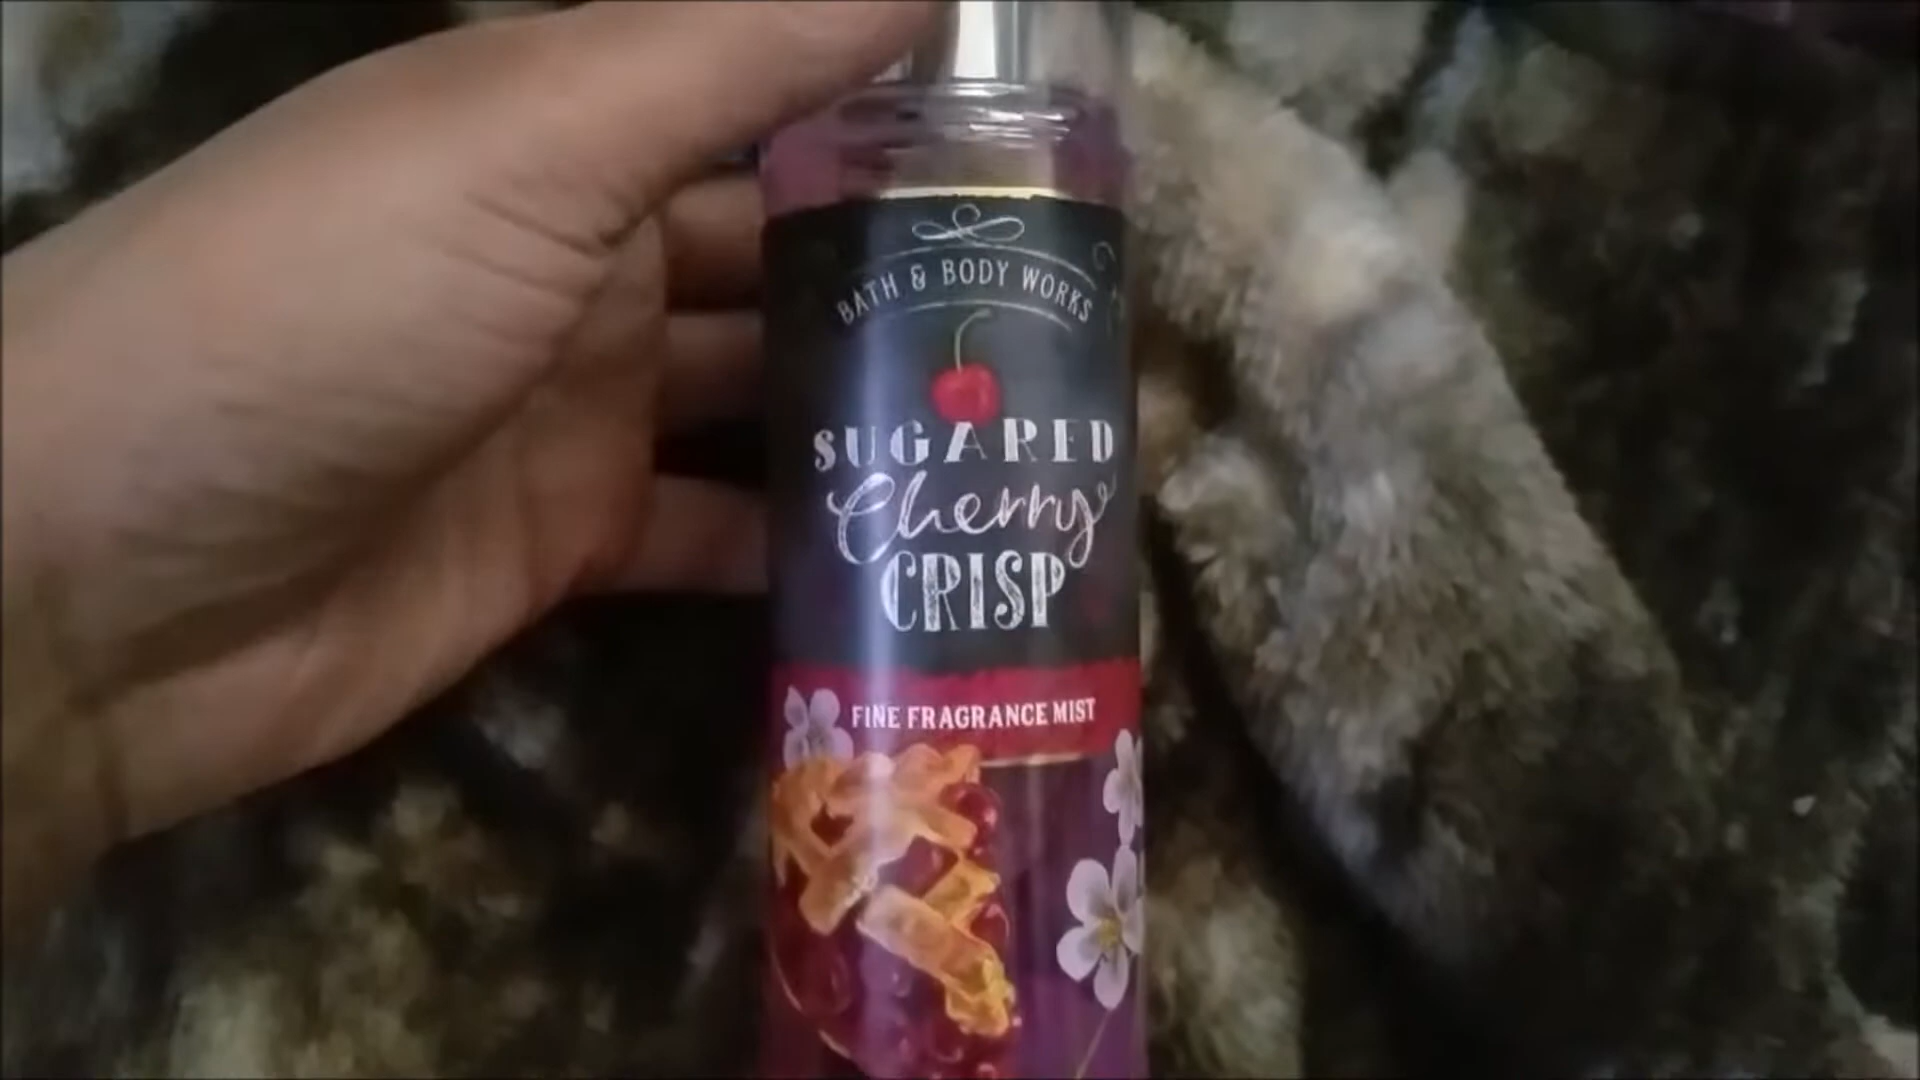 BATH & BODY WORKS
SUGARED
Cherry
CRISP
FINE FRAGRANCE MIST